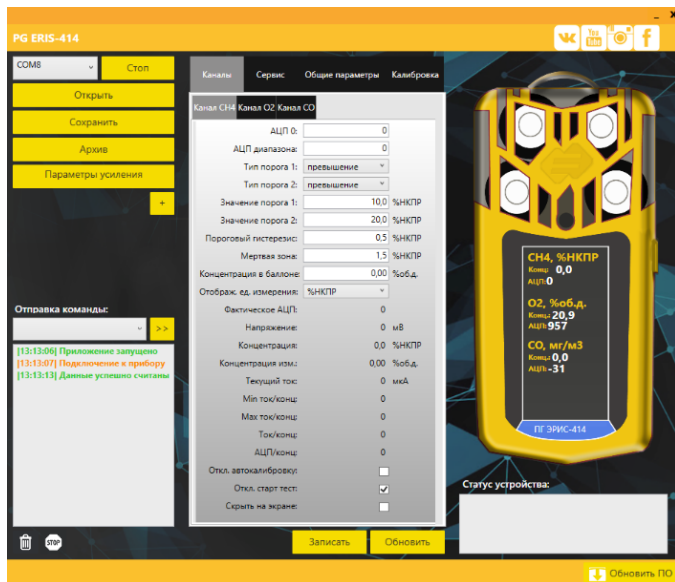 PG ERIS-414
You Tube
COM8
Стоп
Открыть
Сохранить
Архив
Параметры усиления
+
Отправка команды:
>>
|13:13:06| Приложение запущено
|13:13:07| Подключение к прибору
|13:13:13| Данные успешно считаны
STOP
Каналы Сервис Общие параметры Калибровка
Канал CH4 Канал O2 Канал CO
АЦП 0: 0
АЦП диапазона: 0
Тип порога 1: превышение
Тип порога 2: превышение
Значение порога 1: 10,0 %НКПР
Значение порога 2: 20,0 %НКПР
Пороговый гистерезис: 0,5 %НКПР
Мертвая зона: 1,5 %НКПР
Концентрация в баллоне: 0,00 %об.д.
Отображ. ед. измерения: %НКПР
Фактическое АЦП: 0
Напряжение: 0 мВ
Концентрация: 0,0 %НКПР
Концентрация изм.: 0,00 %об.д.
Текущий ток: 0 мкА
Min ток/конц: 0
Max ток/конц: 0
Ток/конц: 0
АЦП/конц: 0
Откл. автокалибровку:
Откл. старт тест:
Скрыть на экране:
Записать Обновить
CH4, %НКПР
Конц: 0,0
АЦП: 0
O2, %об.д.
Конц: 20,9
АЦП: 957
CO, мг/м3
Конц: 0,0
АЦП: -31
ПГ ЭРИС-414
Статус устройства:
Обновить ПО